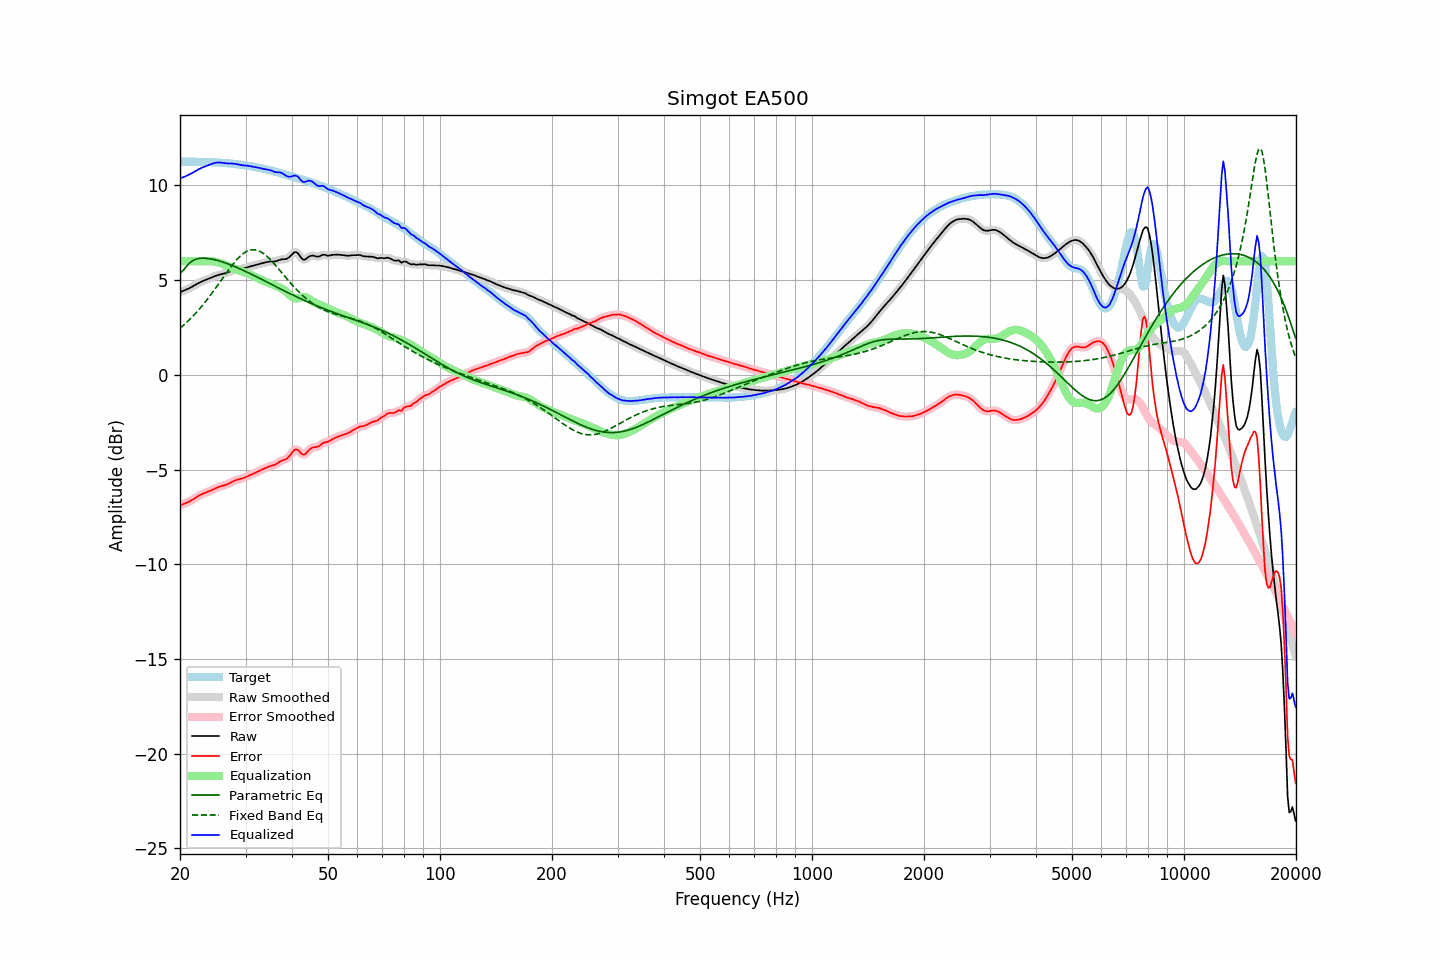 Simgot EA500
Amplitude (dBr)
10
5
0
−5
−10
−15
−20
−25
Target
Raw Smoothed
Error Smoothed
Raw
Error
Equalization
Parametric Eq
Fixed Band Eq
Equalized
20 50 100 200 500 1000 2000 5000 10000 20000
Frequency (Hz)